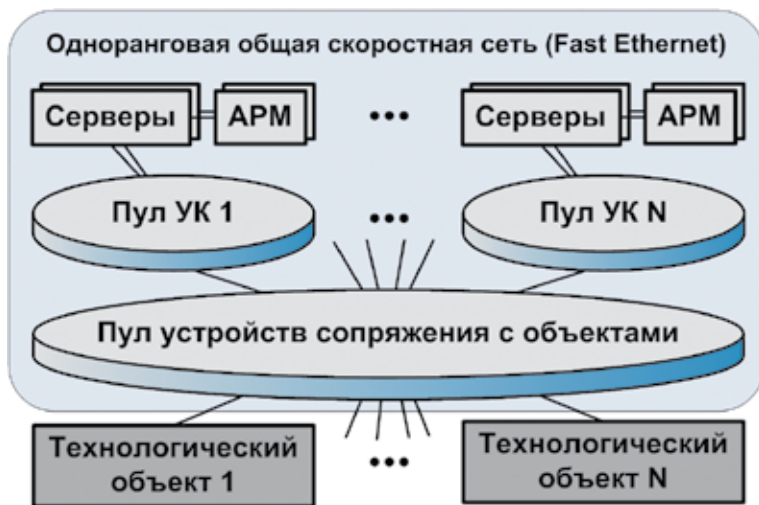 Одноранговая общая скоростная сеть (Fast Ethernet)
Серверы АРМ ... Серверы АРМ
Пул УК 1 ... Пул УК N
Пул устройств сопряжения с объектами
Технологический объект 1 ... Технологический объект N